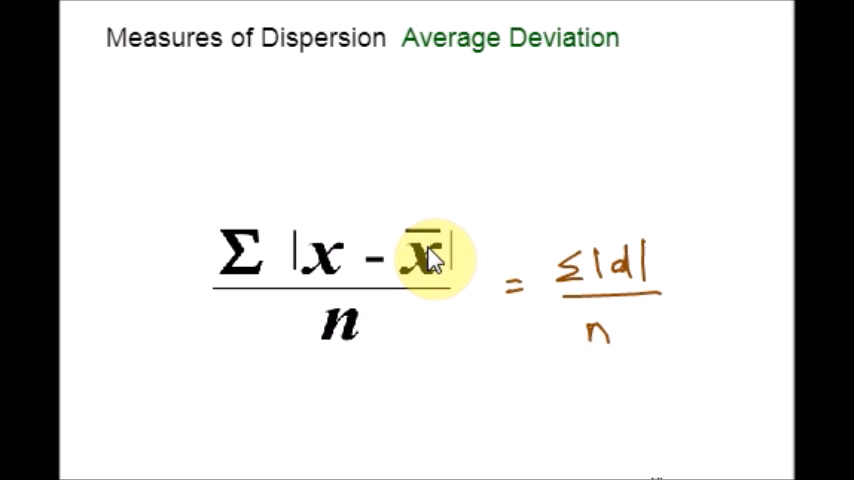 Measures of Dispersion Average Deviation
Σ |x - x̅|
n
= Σ|d|
n